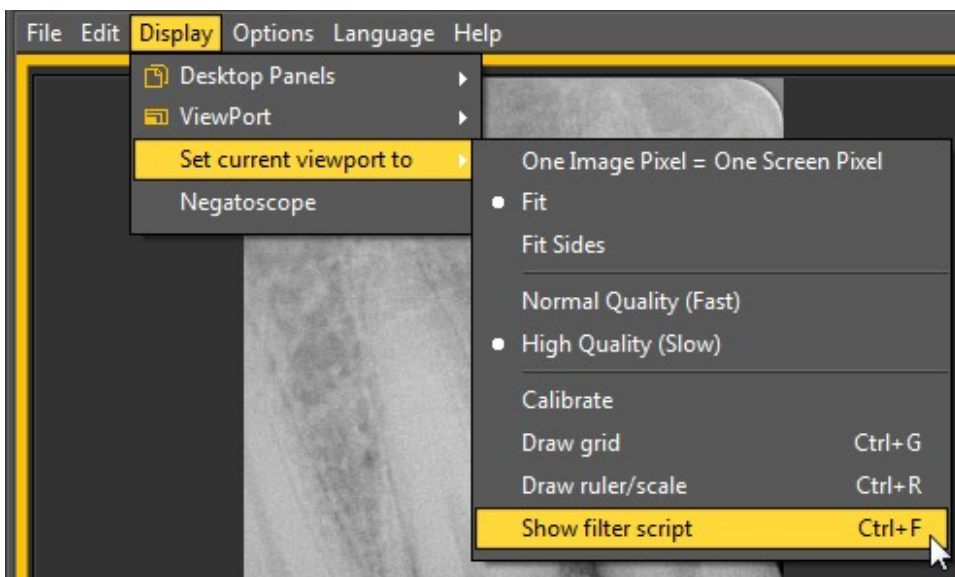 File Edit Display Options Language Help
Desktop Panels
ViewPort
Set current viewport to
Negatoscope
One Image Pixel = One Screen Pixel
Fit
Fit Sides
Normal Quality (Fast)
High Quality (Slow)
Calibrate
Draw grid Ctrl+G
Draw ruler/scale Ctrl+R
Show filter script Ctrl+F